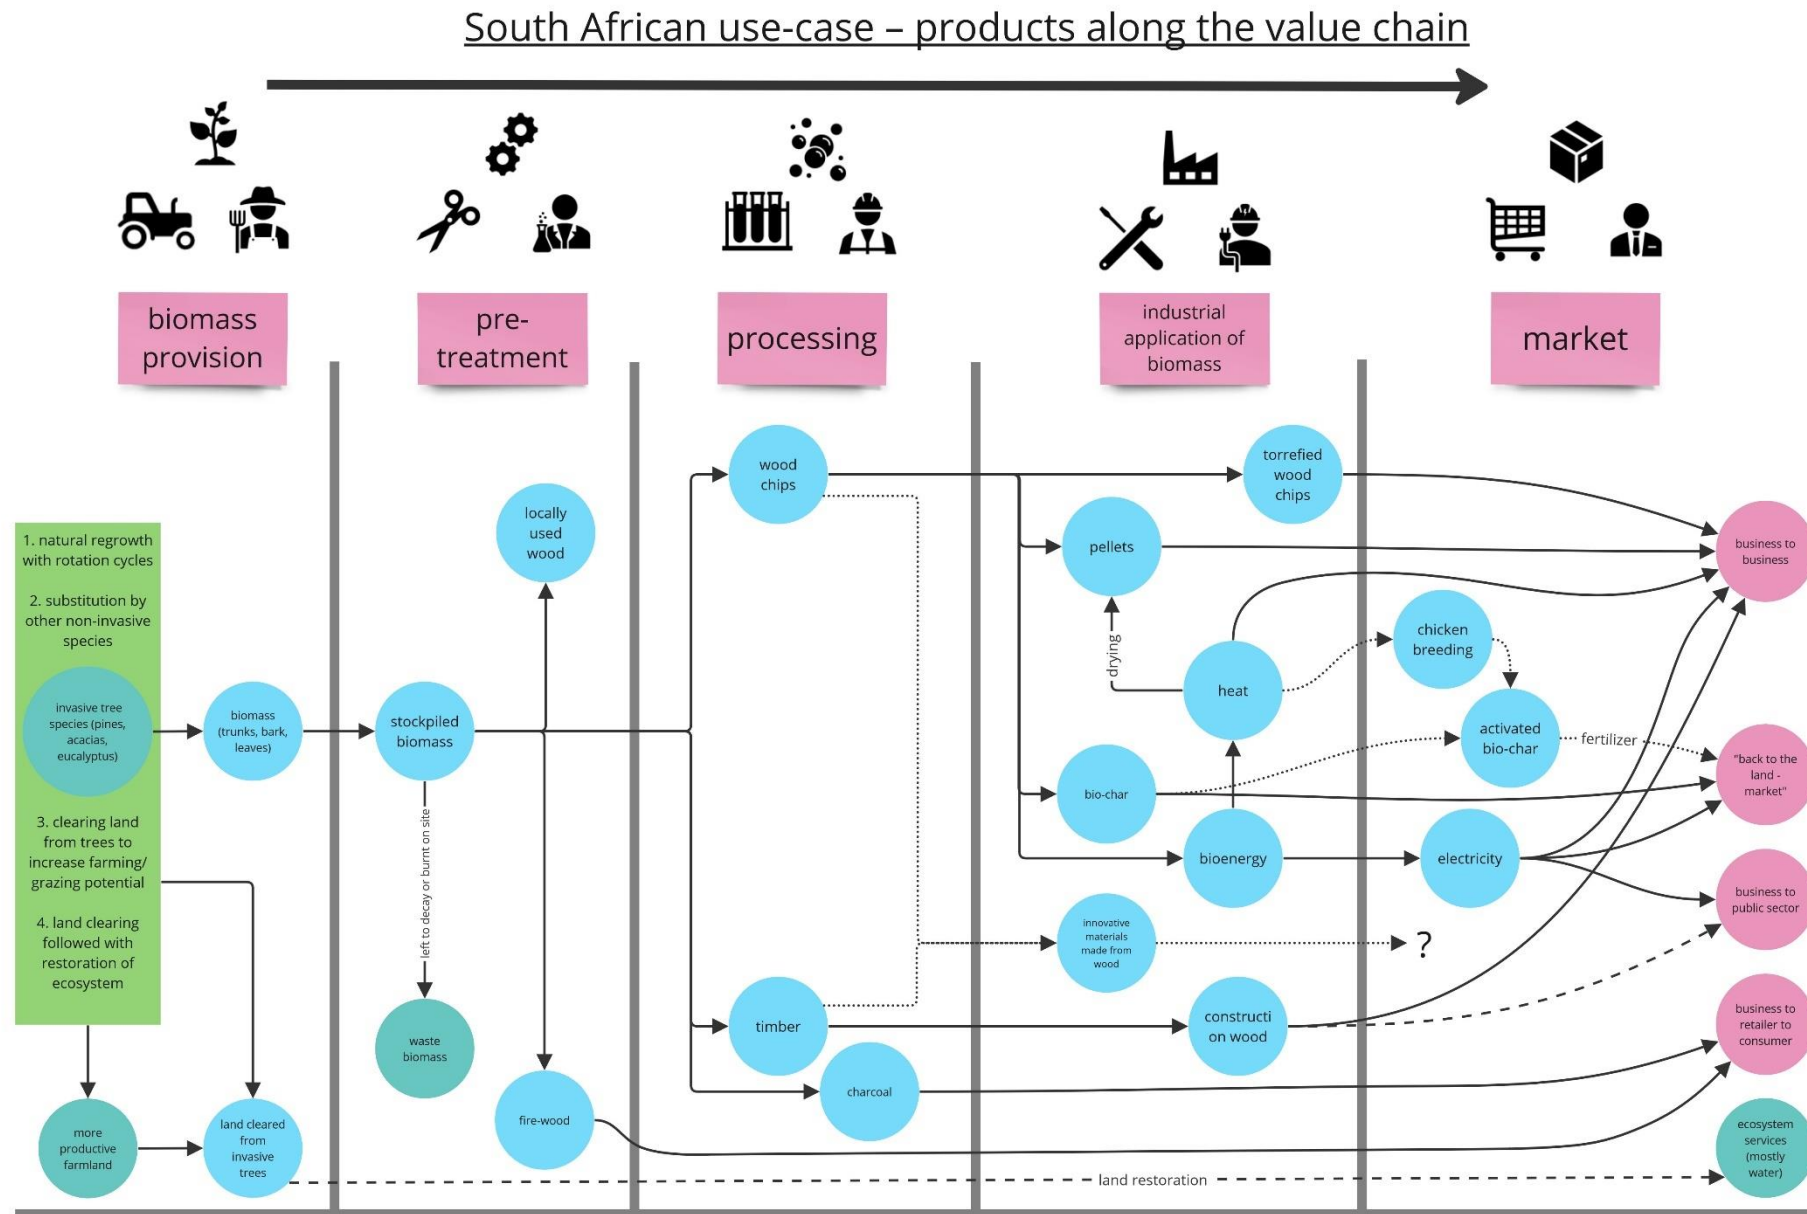 South African use-case – products along the value chain
biomass
provision
pre-
treatment
processing
industrial
application of
biomass
market
1. natural regrowth
with rotation cycles
2. substitution by
other non-invasive
species
invasive tree
species (pines,
acacias,
eucalyptus)
3. clearing land
from trees to
increase farming/
grazing potential
4. land clearing
followed with
restoration of
ecosystem
biomass
(trunks, bark,
leaves)
more
productive
farmland
land cleared
from
invasive
trees
locally
used
wood
stockpiled
biomass
left to decay or burnt on site
waste
biomass
fire-wood
wood
chips
timber
charcoal
torrefied
wood
chips
pellets
drying
heat
bio-char
bioenergy
innovative
materials
made from
wood
constructi
on wood
chicken
breeding
activated
bio-char
fertilizer
electricity
?
business to
business
"back to the
land -
market"
business to
public sector
business to
retailer to
consumer
ecosystem
services
(mostly
water)
land restoration